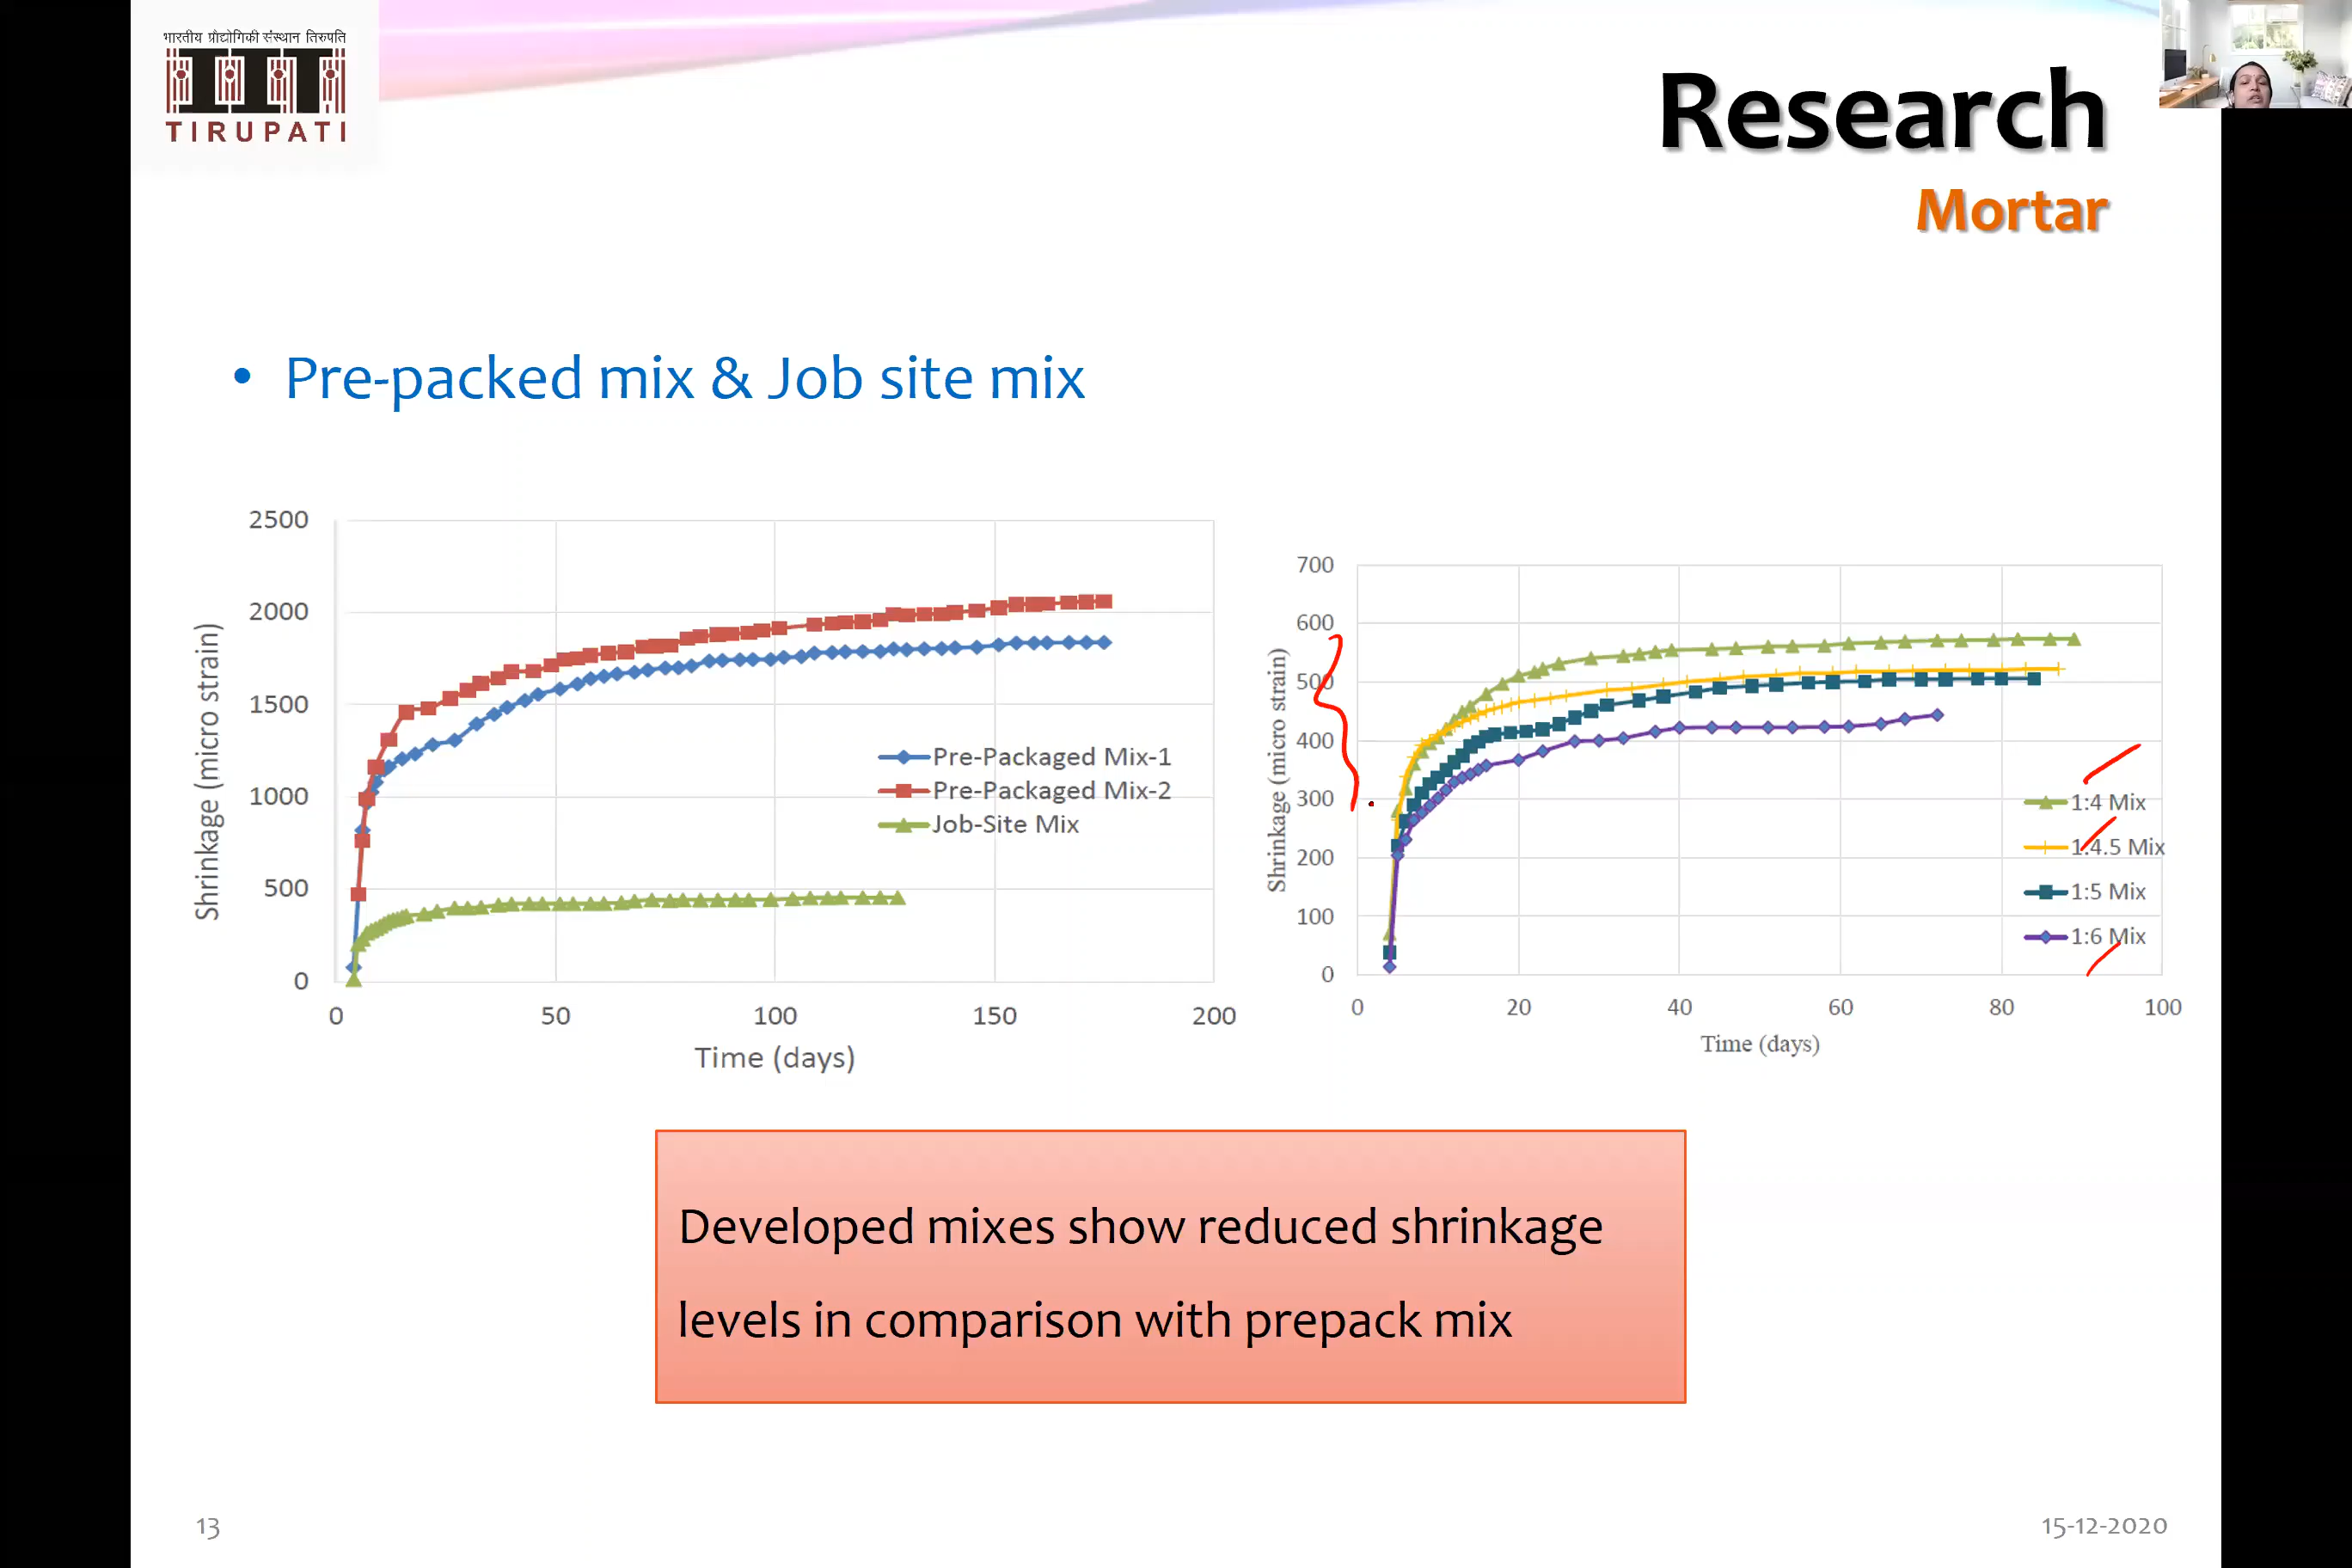 भारतीय प्रौद्योगिकी संस्थान तिरुपति
TIRUPATI
Research
Mortar
• Pre-packed mix & Job site mix
2500
2000
1500
1000
500
0
Shrinkage (micro strain)
Pre-Packaged Mix-1
Pre-Packaged Mix-2
Job-Site Mix
0 50 100 150 200
Time (days)
700
600
500
400
300
200
100
0
Shrinkage (micro strain)
1:4 Mix
1:4.5 Mix
1:5 Mix
1:6 Mix
0 20 40 60 80 100
Time (days)
Developed mixes show reduced shrinkage
levels in comparison with prepack mix
13
15-12-2020